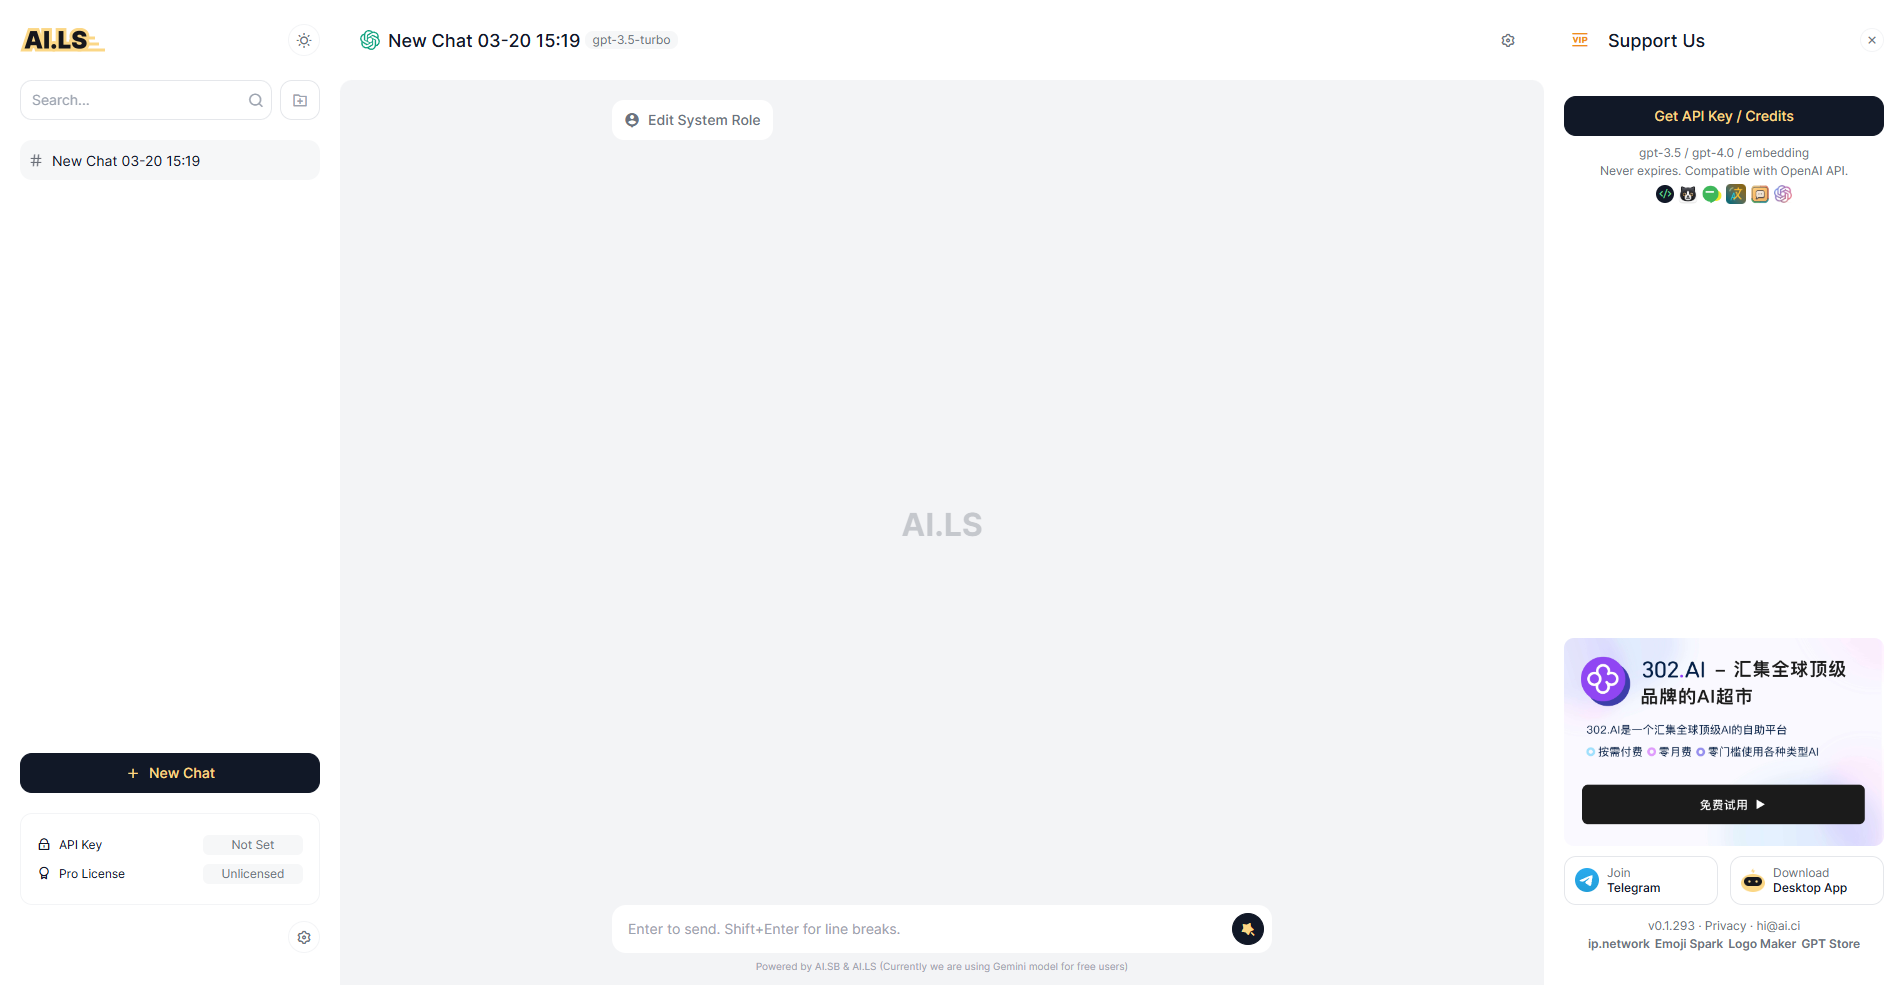 AI.LS
Search...
# New Chat 03-20 15:19
+ New Chat
API Key
Not Set
Pro License
Unlicensed
New Chat 03-20 15:19
gpt-3.5-turbo
Edit System Role
AI.LS
Enter to send. Shift+Enter for line breaks.
Powered by AI.SB & AI.LS (Currently we are using Gemini model for free users)
VIP
Support Us
Get API Key / Credits
gpt-3.5 / gpt-4.0 / embedding
Never expires. Compatible with OpenAI API.
302.AI – 汇集全球顶级
品牌的AI超市
302.AI是一个汇集全球顶级AI的自助平台
按需付费 零月费 零门槛使用各种类型AI
免费试用
Join
Telegram
Download
Desktop App
v0.1.293 · Privacy · hi@ai.ci
ip.network Emoji Spark Logo Maker GPT Store